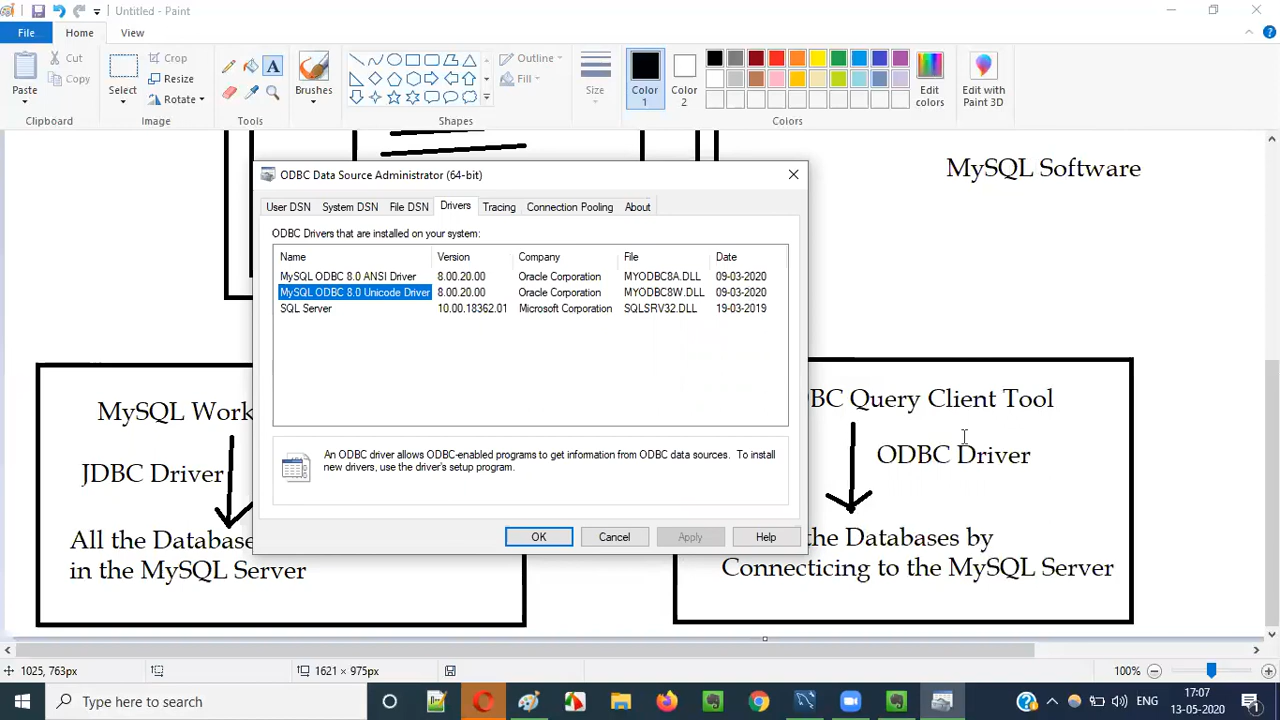 Untitled - Paint
File Home View
Paste
Cut
Copy
Clipboard
Select
Crop
Resize
Rotate
Image
A
Tools
Brushes
Shapes
Outline
Fill
Size
Color 1
Color 2
Colors
Edit colors
Edit with Paint 3D
MySQL Software
ODBC Data Source Administrator (64-bit)
User DSN System DSN File DSN Drivers Tracing Connection Pooling About
ODBC Drivers that are installed on your system:
Name Version Company File Date
MySQL ODBC 8.0 ANSI Driver 8.00.20.00 Oracle Corporation MYODBC8A.DLL 09-03-2020
MySQL ODBC 8.0 Unicode Driver 8.00.20.00 Oracle Corporation MYODBC8W.DLL 09-03-2020
SQL Server 10.00.18362.01 Microsoft Corporation SQLSRV32.DLL 19-03-2019
An ODBC driver allows ODBC-enabled programs to get information from ODBC data sources. To install
new drivers, use the driver's setup program.
OK Cancel Apply Help
MySQL Work
JDBC Driver
All the Database
in the MySQL Server
BC Query Client Tool
ODBC Driver
the Databases by
Connecticing to the MySQL Server
1025, 763px 1621 × 975px 100%
Type here to search
ENG
17:07
13-05-2020
1